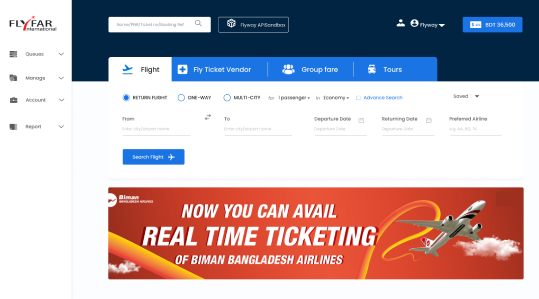 FLYFAR
International
Queues
Manage
Account
Report
Name/PNR/Ticket no/Booking Ref
Flyway APISandbox
Flyway
BDT 36,500
Flight
Fly Ticket Vendor
Group fare
Tours
RETURN FLIGHT
ONE-WAY
MULTI-CITY
for 1 passenger
in Economy
Advance Search
Saved
From
Enter city/airport name
To
Enter city/airport name
Departure Date
Departure Date
Returning Date
Departure Date
Preferred Airline
Search Flight
Biman
BANGLADESH AIRLINES
NOW YOU CAN AVAIL
REAL TIME TICKETING
OF BIMAN BANGLADESH AIRLINES